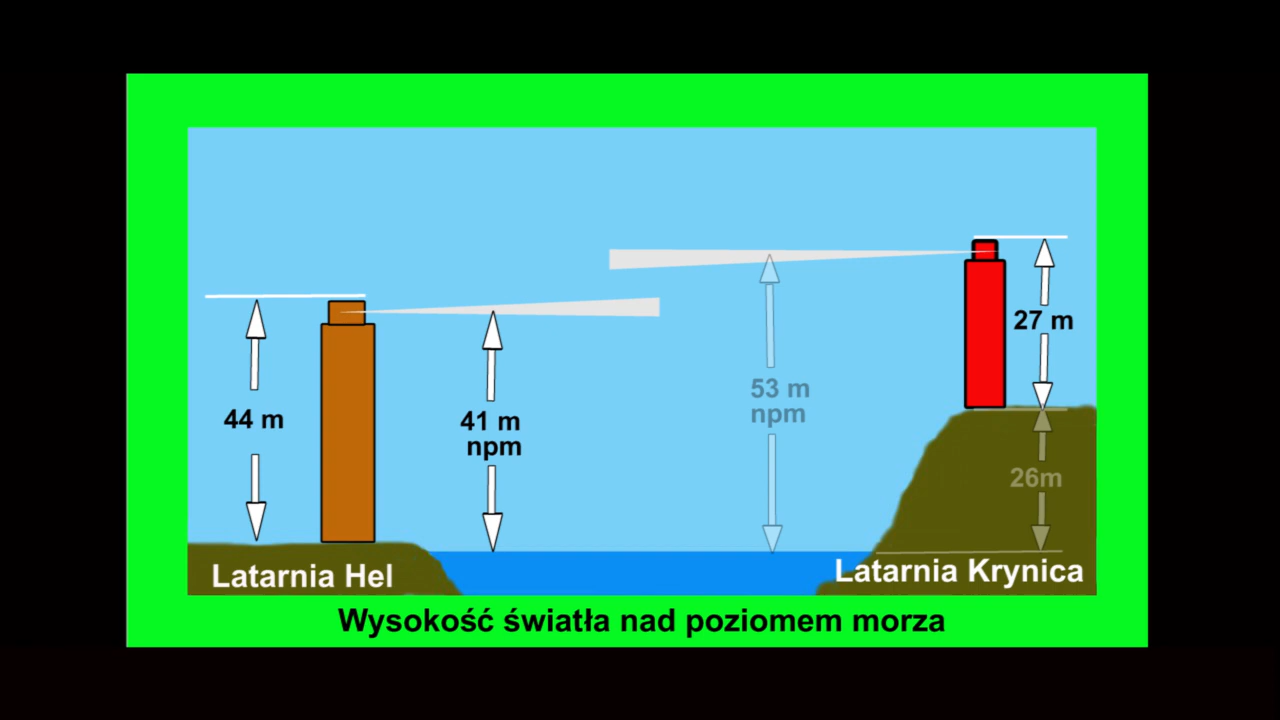 27 m
53 m
npm
44 m
41 m
npm
26m
Latarnia Hel
Latarnia Krynica
Wysokość światła nad poziomem morza